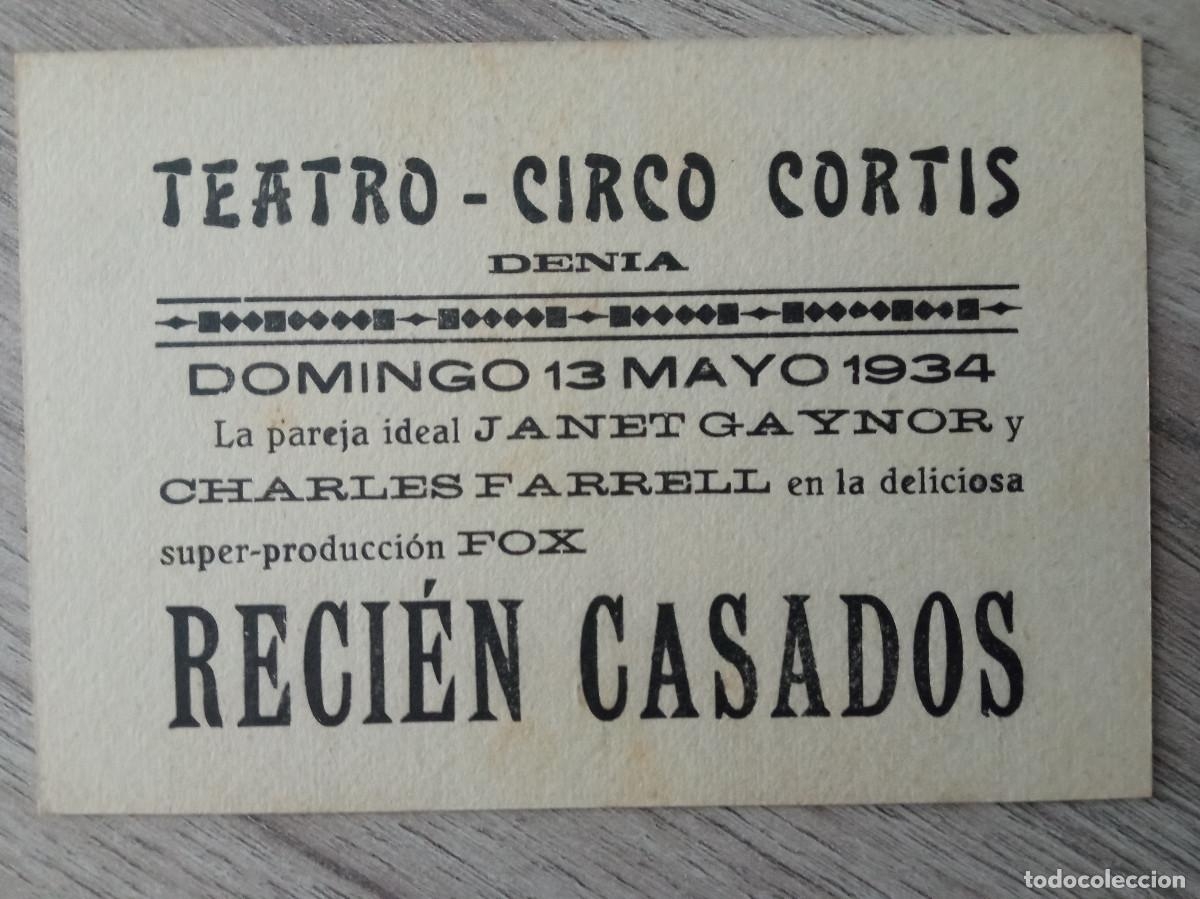 TEATRO - CIRCO CORTIS
DENIA
DOMINGO 13 MAYO 1934
La pareja ideal JANET GAYNOR y
CHARLES FARRELL en la deliciosa
super-producción FOX
RECIÉN CASADOS
todocoleccion